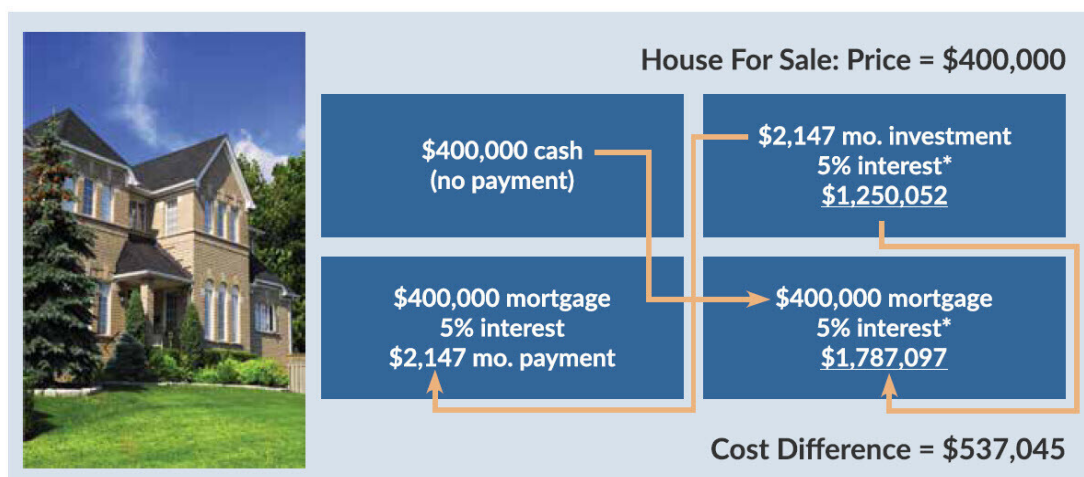 House For Sale: Price = $400,000
$400,000 cash
(no payment)
$2,147 mo. investment
5% interest*
$1,250,052
$400,000 mortgage
5% interest
$2,147 mo. payment
$400,000 mortgage
5% interest*
$1,787,097
Cost Difference = $537,045